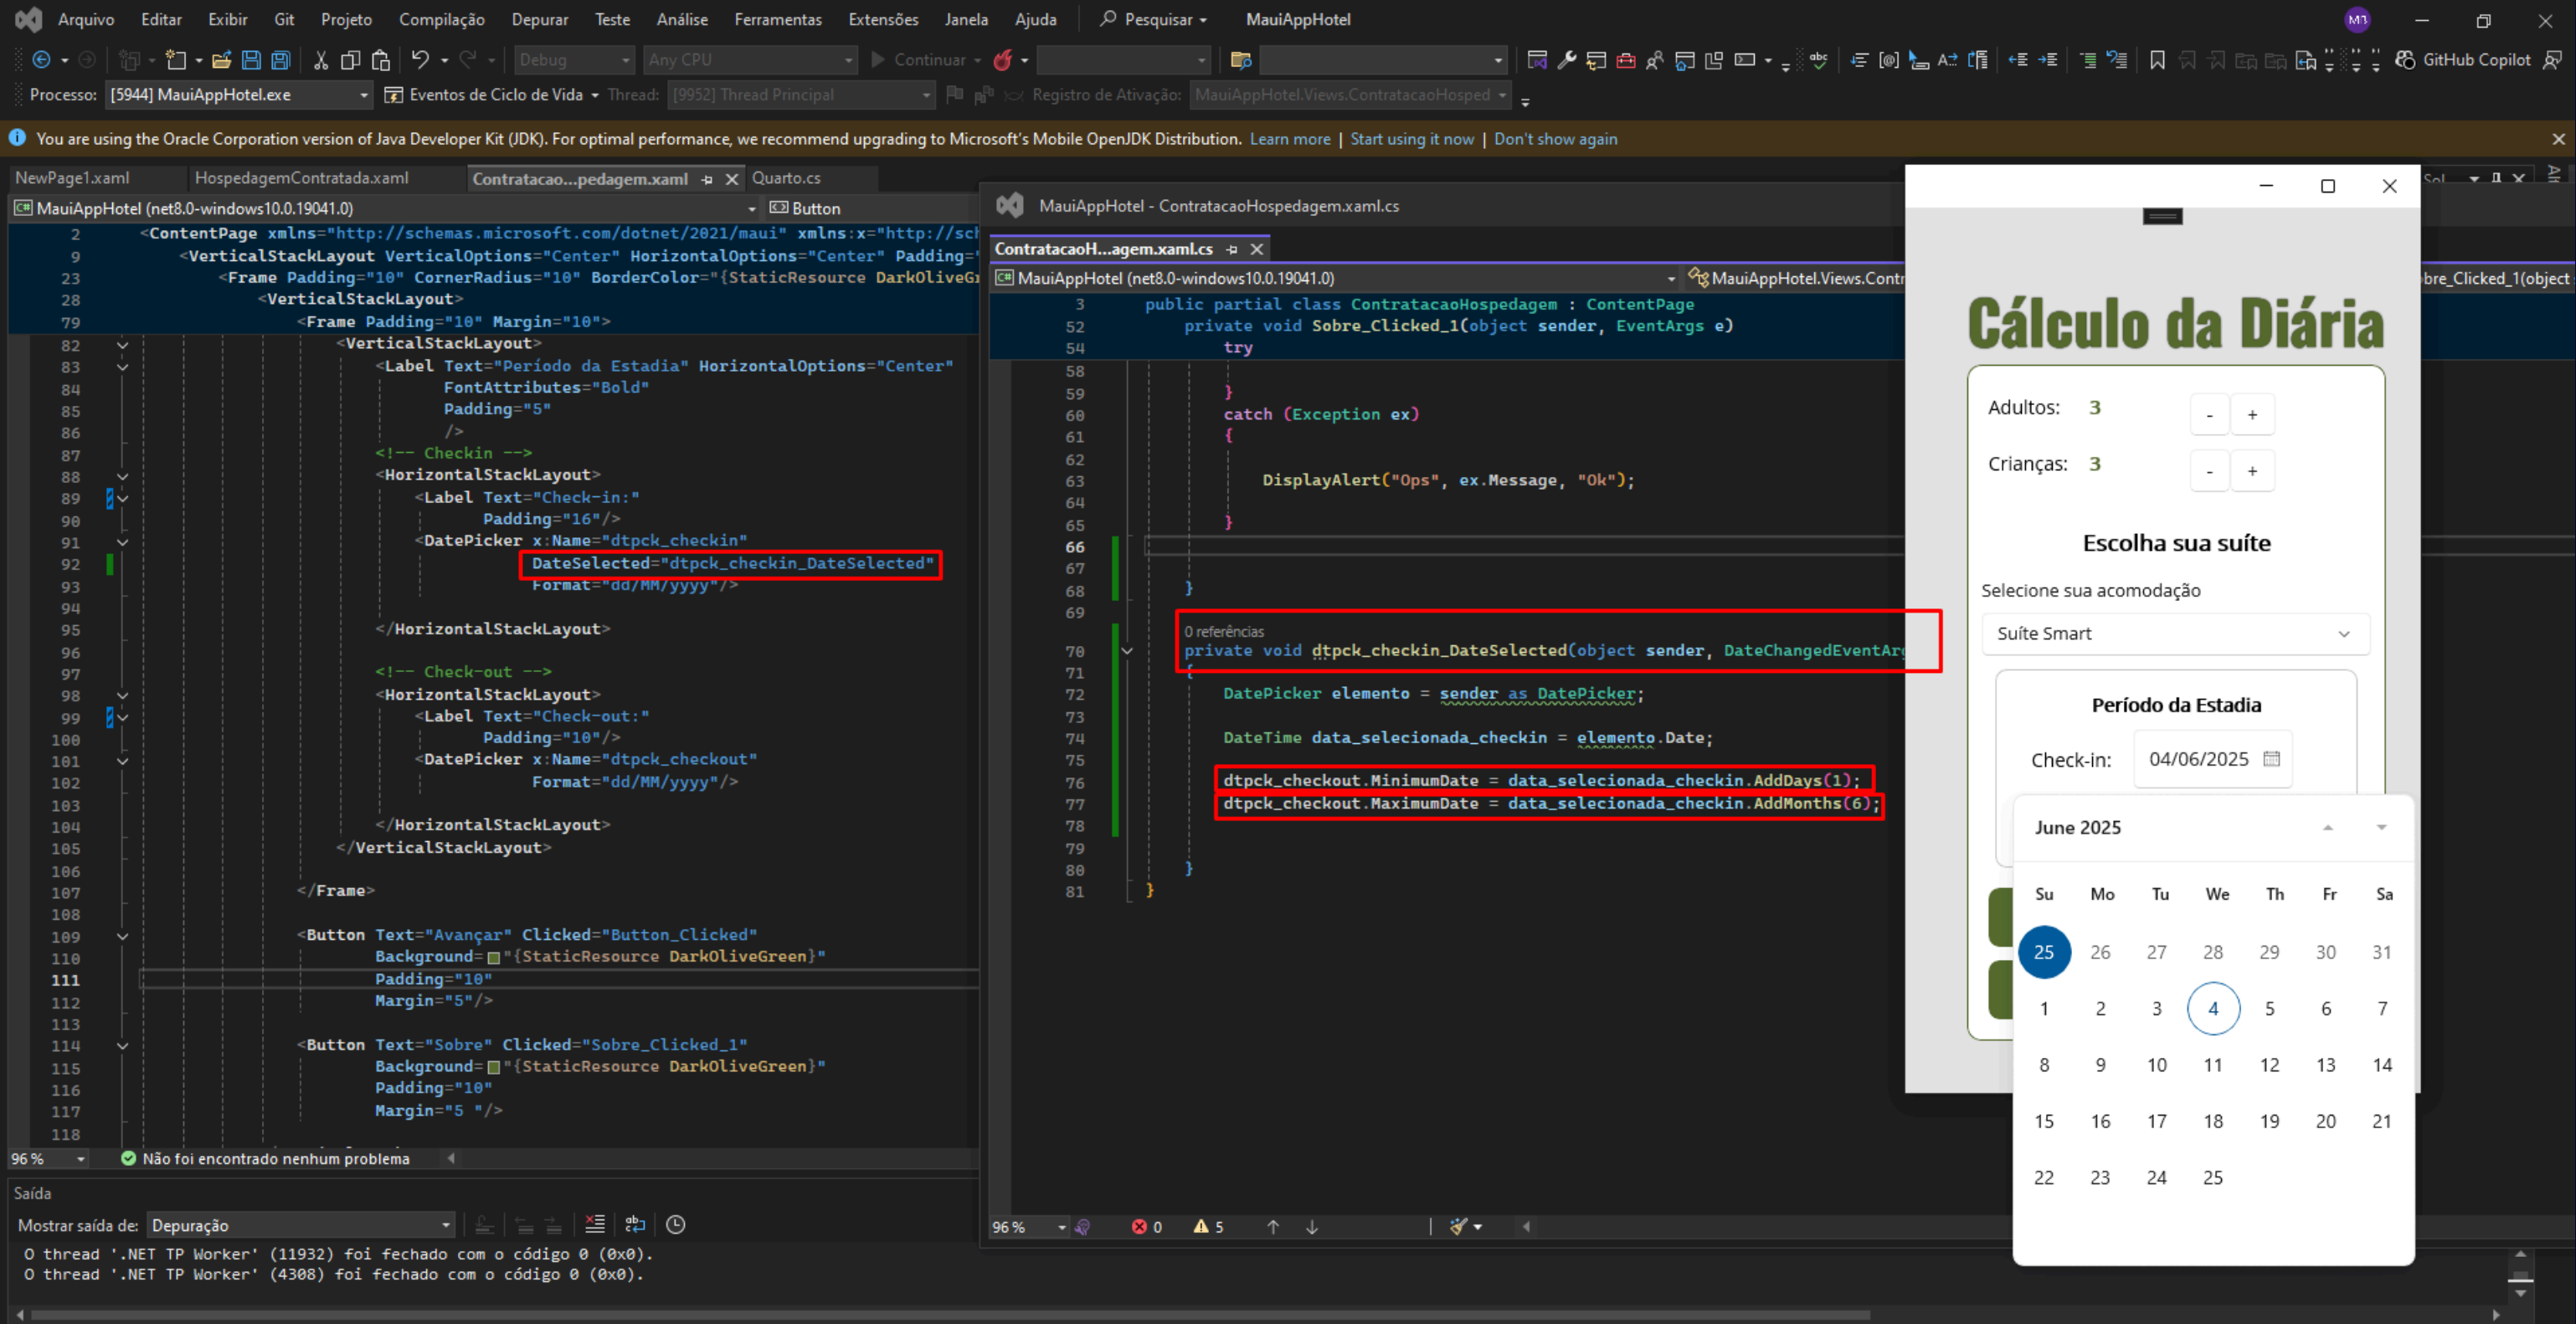 Arquivo Editar Exibir Git Projeto Compilação Depurar Teste Análise Ferramentas Extensões Janela Ajuda Pesquisar MauiAppHotel
MB
Debug Any CPU Continuar GitHub Copilot
Processo: [5944] MauiAppHotel.exe Eventos de Ciclo de Vida Thread: [9952] Thread Principal Registro de Ativação: MauiAppHotel.Views.ContratacaoHosped
You are using the Oracle Corporation version of Java Developer Kit (JDK). For optimal performance, we recommend upgrading to Microsoft's Mobile OpenJDK Distribution. Learn more | Start using it now | Don't show again
NewPage1.xaml HospedagemContratada.xaml Contratacao...pedagem.xaml Quarto.cs
MauiAppHotel (net8.0-windows10.0.19041.0) Button
2 <ContentPage xmlns="http://schemas.microsoft.com/dotnet/2021/maui" xmlns:x="http://sch
9 <VerticalStackLayout VerticalOptions="Center" HorizontalOptions="Center" Padding="
23 <Frame Padding="10" CornerRadius="10" BorderColor="{StaticResource DarkOliveGr
28 <VerticalStackLayout>
79 <Frame Padding="10" Margin="10">
82 <VerticalStackLayout>
83 <Label Text="Período da Estadia" HorizontalOptions="Center"
84 FontAttributes="Bold"
85 Padding="5"
86 />
87 <!-- Checkin -->
88 <HorizontalStackLayout>
89 <Label Text="Check-in:"
90 Padding="16"/>
91 <DatePicker x:Name="dtpck_checkin"
92 DateSelected="dtpck_checkin_DateSelected"
93 Format="dd/MM/yyyy"/>
94
95 </HorizontalStackLayout>
96
97 <!-- Check-out -->
98 <HorizontalStackLayout>
99 <Label Text="Check-out:"
100 Padding="10"/>
101 <DatePicker x:Name="dtpck_checkout"
102 Format="dd/MM/yyyy"/>
103
104 </HorizontalStackLayout>
105 </VerticalStackLayout>
106
107 </Frame>
108
109 <Button Text="Avançar" Clicked="Button_Clicked"
110 Background="{StaticResource DarkOliveGreen}"
111 Padding="10"
112 Margin="5"/>
113
114 <Button Text="Sobre" Clicked="Sobre_Clicked_1"
115 Background="{StaticResource DarkOliveGreen}"
116 Padding="10"
117 Margin="5 "/>
118
96 % Não foi encontrado nenhum problema
Saída
Mostrar saída de: Depuração
O thread '.NET TP Worker' (11932) foi fechado com o código 0 (0x0).
O thread '.NET TP Worker' (4308) foi fechado com o código 0 (0x0).
MauiAppHotel - ContratacaoHospedagem.xaml.cs
ContratacaoH...agem.xaml.cs
MauiAppHotel (net8.0-windows10.0.19041.0) MauiAppHotel.Views.Contr
3 public partial class ContratacaoHospedagem : ContentPage
52 private void Sobre_Clicked_1(object sender, EventArgs e)
54 try
58
59 }
60 catch (Exception ex)
61 {
62
63 DisplayAlert("Ops", ex.Message, "Ok");
64
65 }
66
67
68 }
69
0 referências
70 private void dtpck_checkin_DateSelected(object sender, DateChangedEventArg
71 {
72 DatePicker elemento = sender as DatePicker;
73
74 DateTime data_selecionada_checkin = elemento.Date;
75
76 dtpck_checkout.MinimumDate = data_selecionada_checkin.AddDays(1);
77 dtpck_checkout.MaximumDate = data_selecionada_checkin.AddMonths(6);
78
79
80 }
81 }
96 % 0 5
Sol
bre_Clicked_1(object
Cálculo da Diária
Adultos: 3 - +
Crianças: 3 - +
Escolha sua suíte
Selecione sua acomodação
Suíte Smart
Período da Estadia
Check-in: 04/06/2025
June 2025
Su Mo Tu We Th Fr Sa
25 26 27 28 29 30 31
1 2 3 4 5 6 7
8 9 10 11 12 13 14
15 16 17 18 19 20 21
22 23 24 25